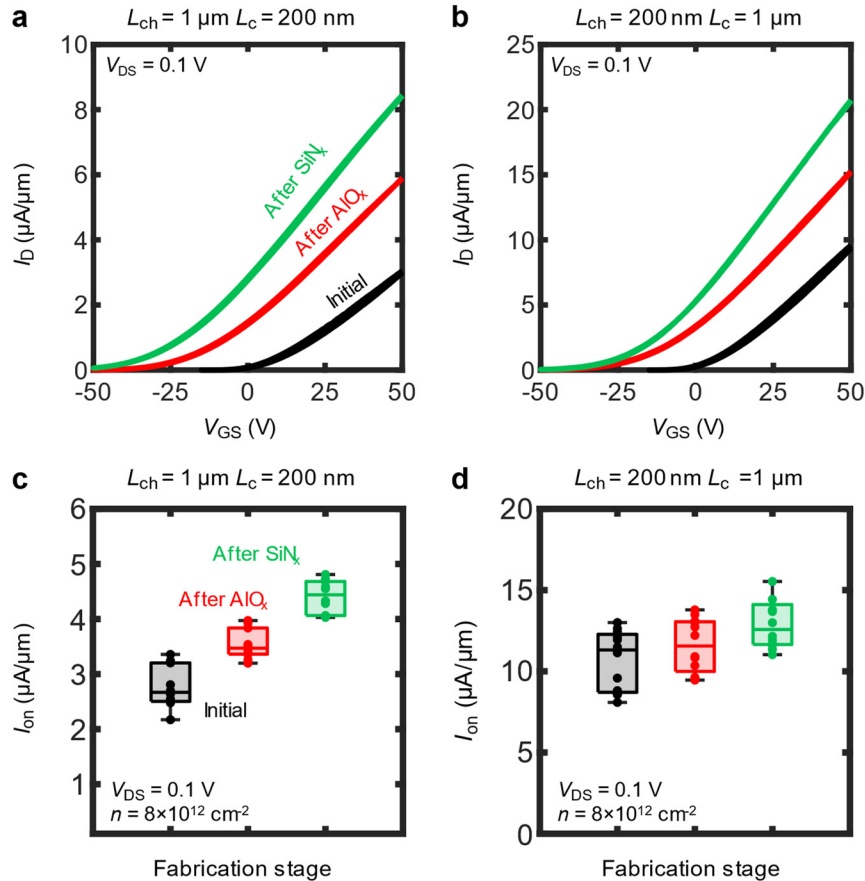 a
L_ch = 1 μm L_c = 200 nm
10
8
6
4
2
0
V_DS = 0.1 V
After SiN_x
After AlO_x
Initial
I_D (μA/μm)
-50 -25 0 25 50
V_GS (V)
b
L_ch = 200 nm L_c = 1 μm
25
20
15
10
5
0
V_DS = 0.1 V
I_D (μA/μm)
-50 -25 0 25 50
V_GS (V)
c
L_ch = 1 μm L_c = 200 nm
6
5
4
3
2
1
After SiN_x
After AlO_x
Initial
I_on (μA/μm)
V_DS = 0.1 V
n = 8×10¹² cm⁻²
Fabrication stage
d
L_ch = 200 nm L_c =1 μm
20
15
10
5
0
I_on (μA/μm)
V_DS = 0.1 V
n = 8×10¹² cm⁻²
Fabrication stage